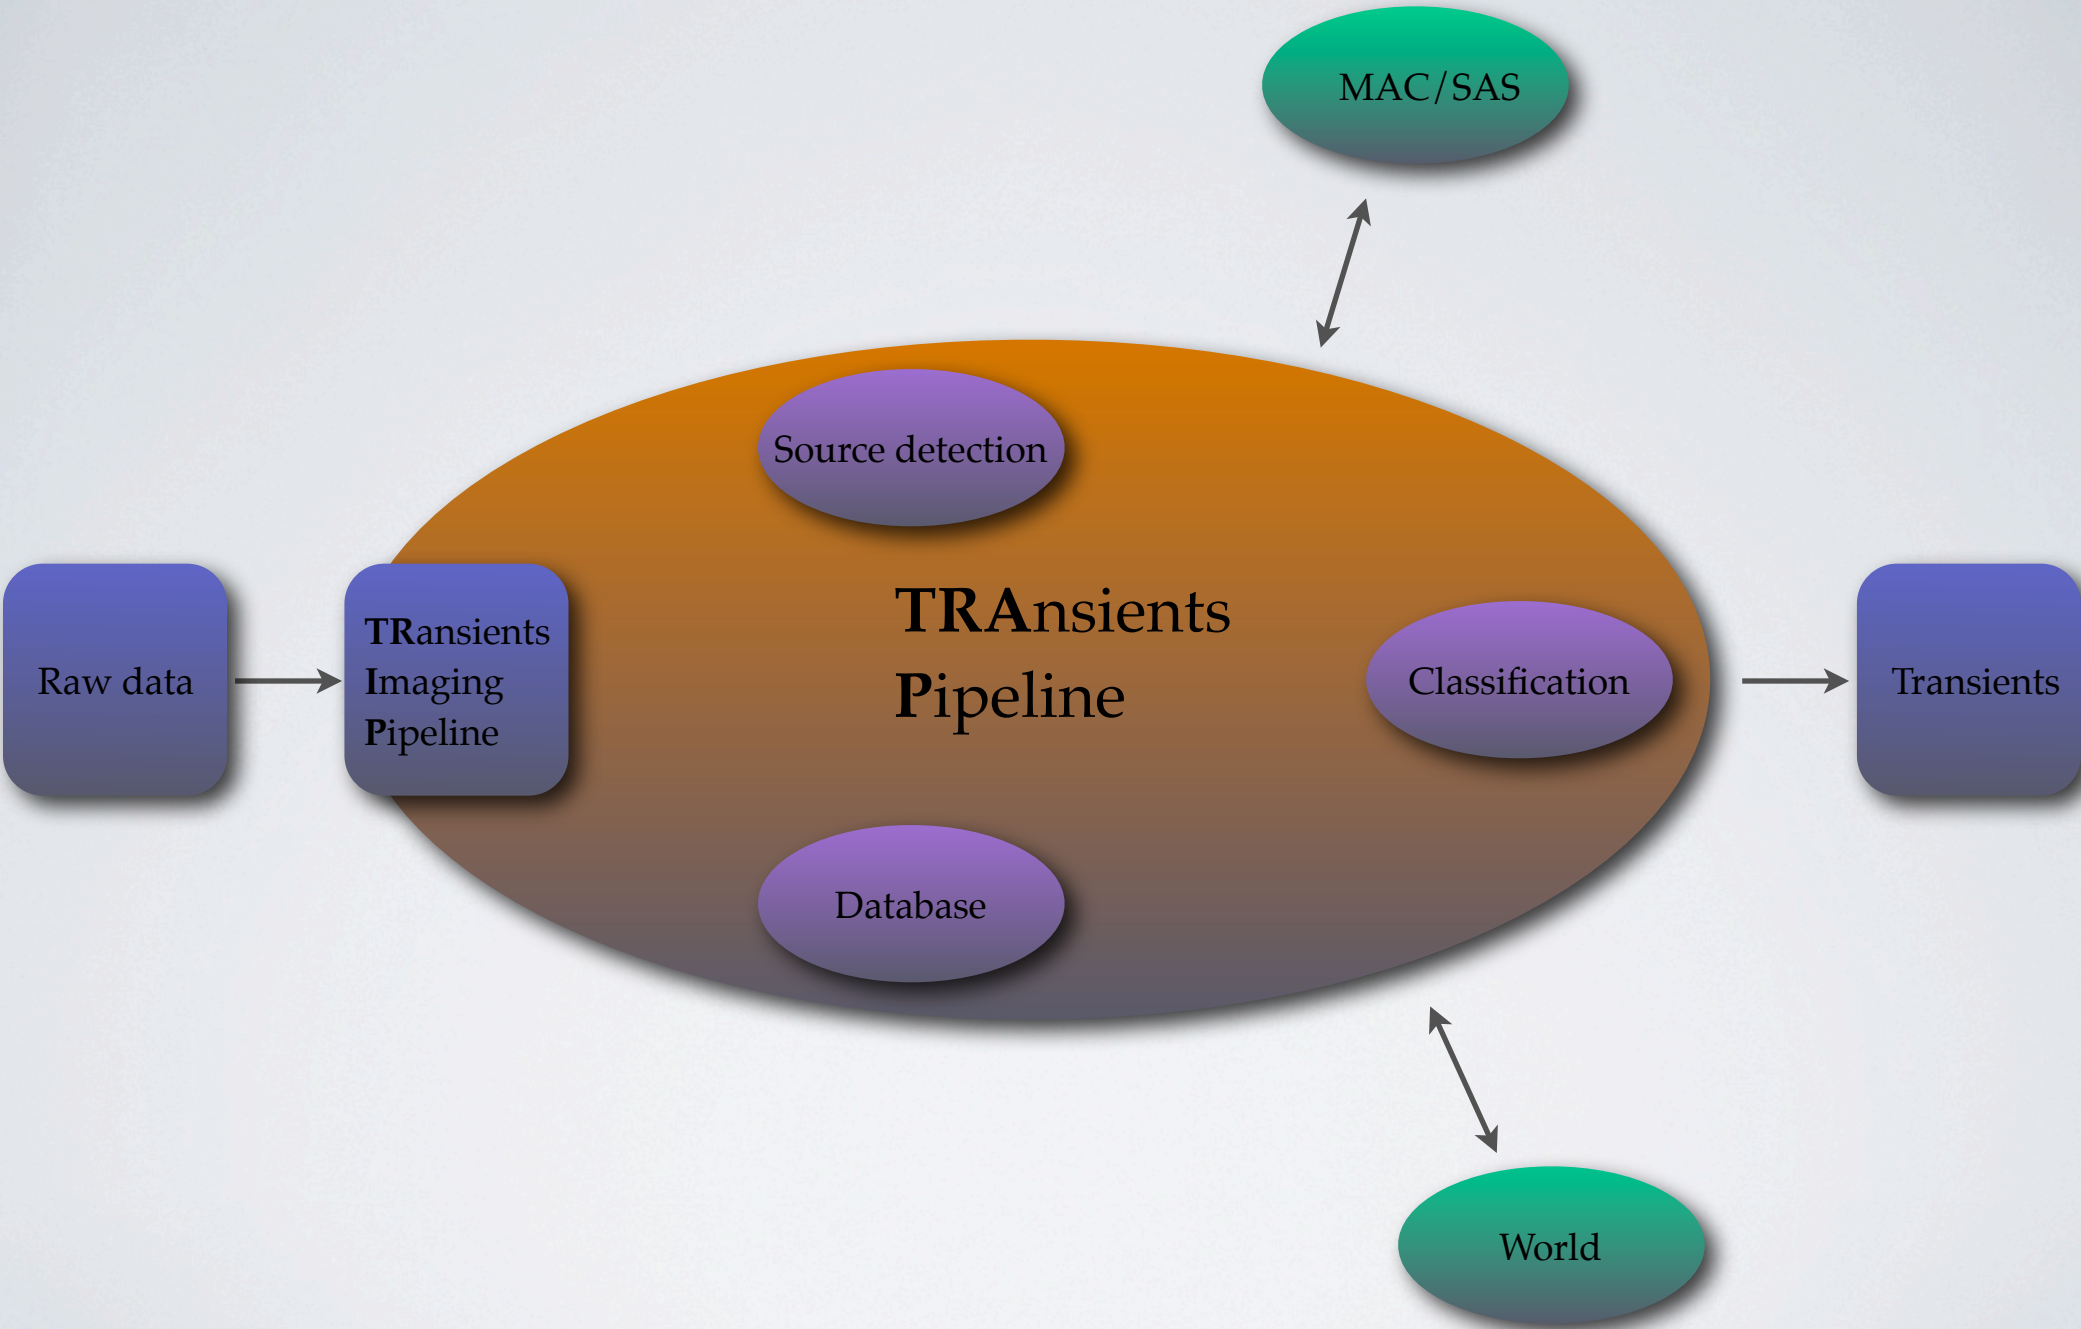 MAC/SAS
Source detection
Raw data
TRansients
Imaging
Pipeline
TRAnsients
Pipeline
Classification
Transients
Database
World